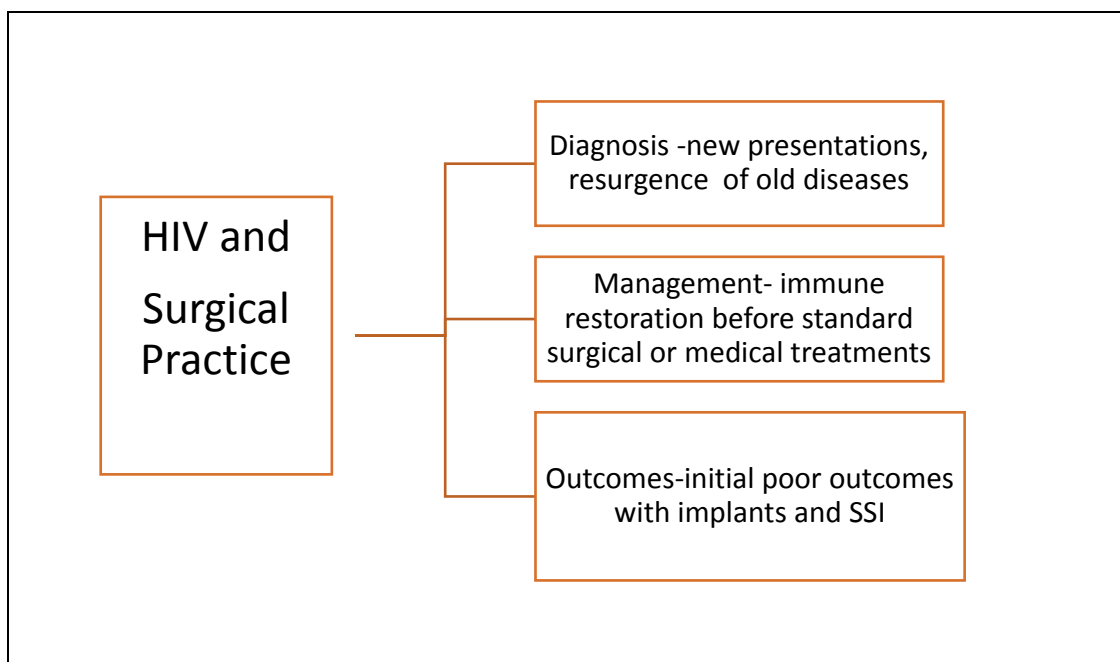 HIV and
Surgical
Practice
Diagnosis -new presentations,
resurgence  of old diseases
Management- immune
restoration before standard
surgical or medical treatments
Outcomes-initial poor outcomes
with implants and SSI